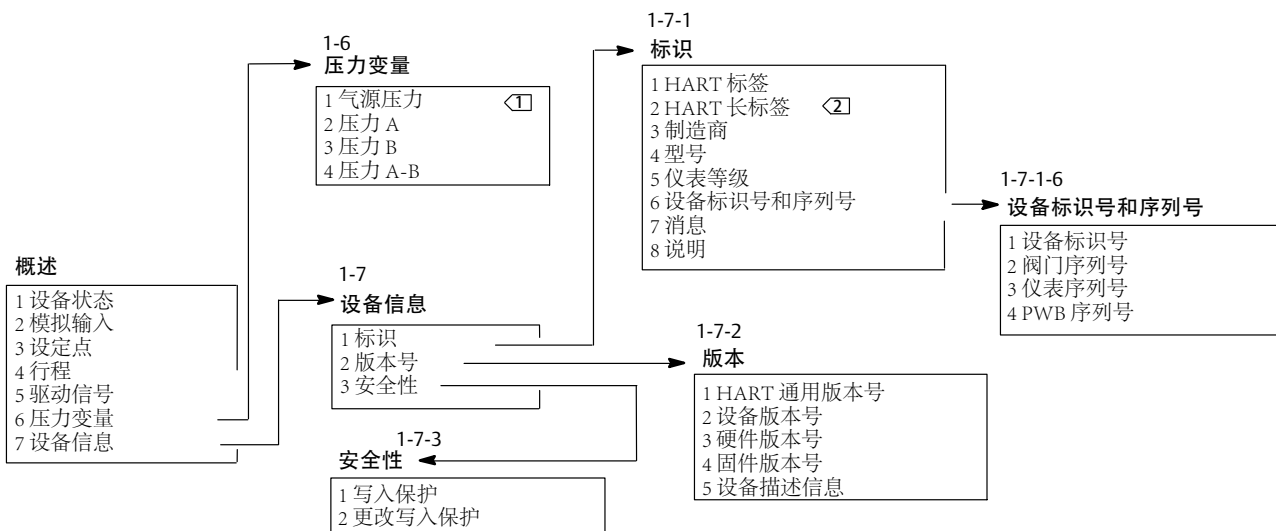 1-6
压力变量
1 气源压力
1
2 压力 A
3 压力 B
4 压力 A-B
1-7-1
标识
1 HART 标签
2 HART 长标签
2
3 制造商
4 型号
5 仪表等级
6 设备标识号和序列号
7 消息
8 说明
1-7-1-6
设备标识号和序列号
1 设备标识号
2 阀门序列号
3 仪表序列号
4 PWB 序列号
概述
1 设备状态
2 模拟输入
3 设定点
4 行程
5 驱动信号
6 压力变量
7 设备信息
1-7
设备信息
1 标识
2 版本号
3 安全性
1-7-2
版本
1 HART 通用版本号
2 设备版本号
3 硬件版本号
4 固件版本号
5 设备描述信息
1-7-3
安全性
1 写入保护
2 更改写入保护